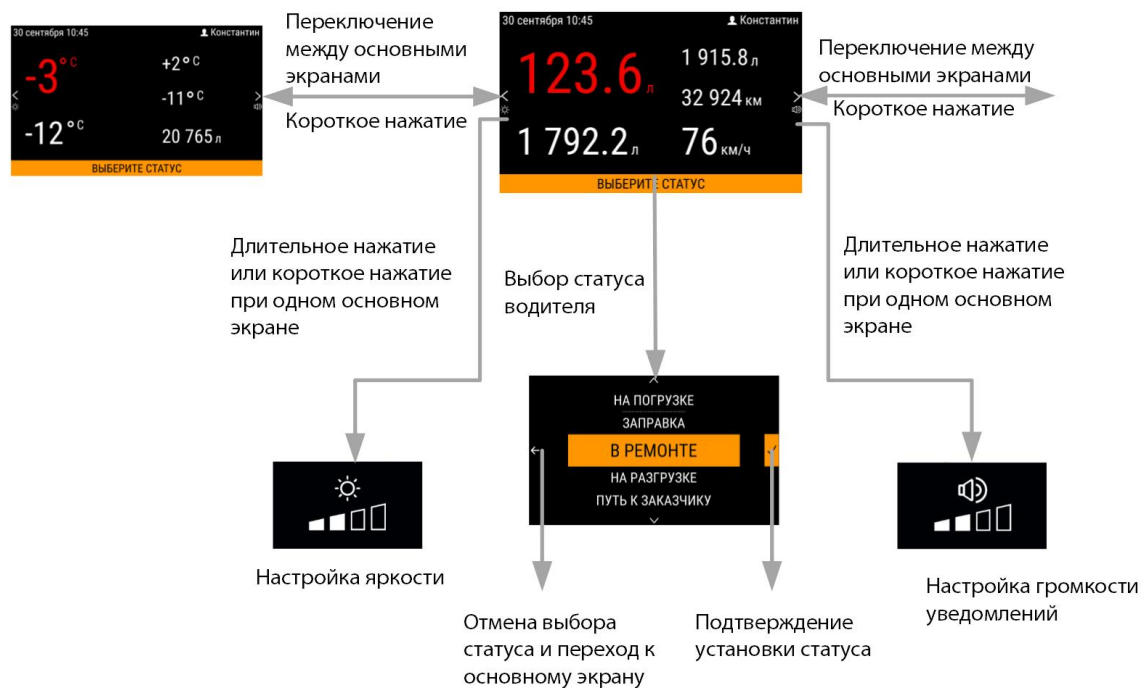 30 сентября 10:45
Константин
-3°C
+2°C
-11°C
-12°C
20 765 л
ВЫБЕРИТЕ СТАТУС
Переключение
между основными
экранами
Короткое нажатие
30 сентября 10:45
Константин
123.6 л
1 915.8 л
32 924 км
1 792.2 л
76 км/ч
ВЫБЕРИТЕ СТАТУС
Переключение между
основными экранами
Короткое нажатие
Длительное нажатие
или короткое нажатие
при одном основном
экране
Выбор статуса
водителя
Длительное нажатие
или короткое нажатие
при одном основном
экране
НА ПОГРУЗКЕ
ЗАПРАВКА
В РЕМОНТЕ
НА РАЗГРУЗКЕ
ПУТЬ К ЗАКАЗЧИКУ
Настройка яркости
Настройка громкости
уведомлений
Отмена выбора
статуса и переход к
основному экрану
Подтверждение
установки статуса